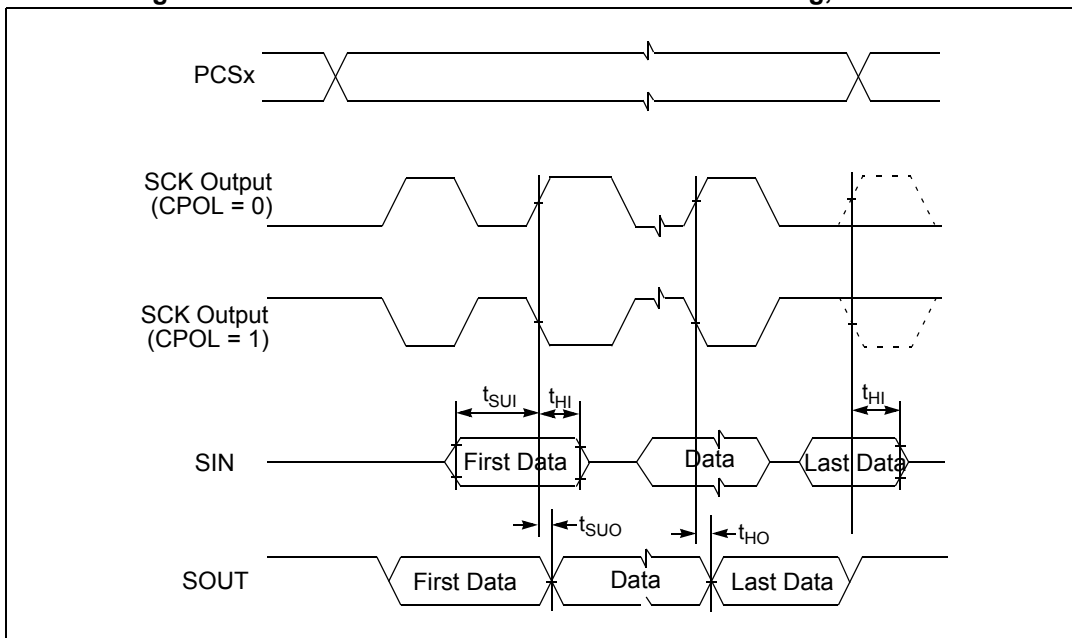 PCSx
SCK Output
(CPOL = 0)
SCK Output
(CPOL = 1)
tSUI
tHI
tHI
SIN
First Data
Data
Last Data
tSUO
tHO
SOUT
First Data
Data
Last Data